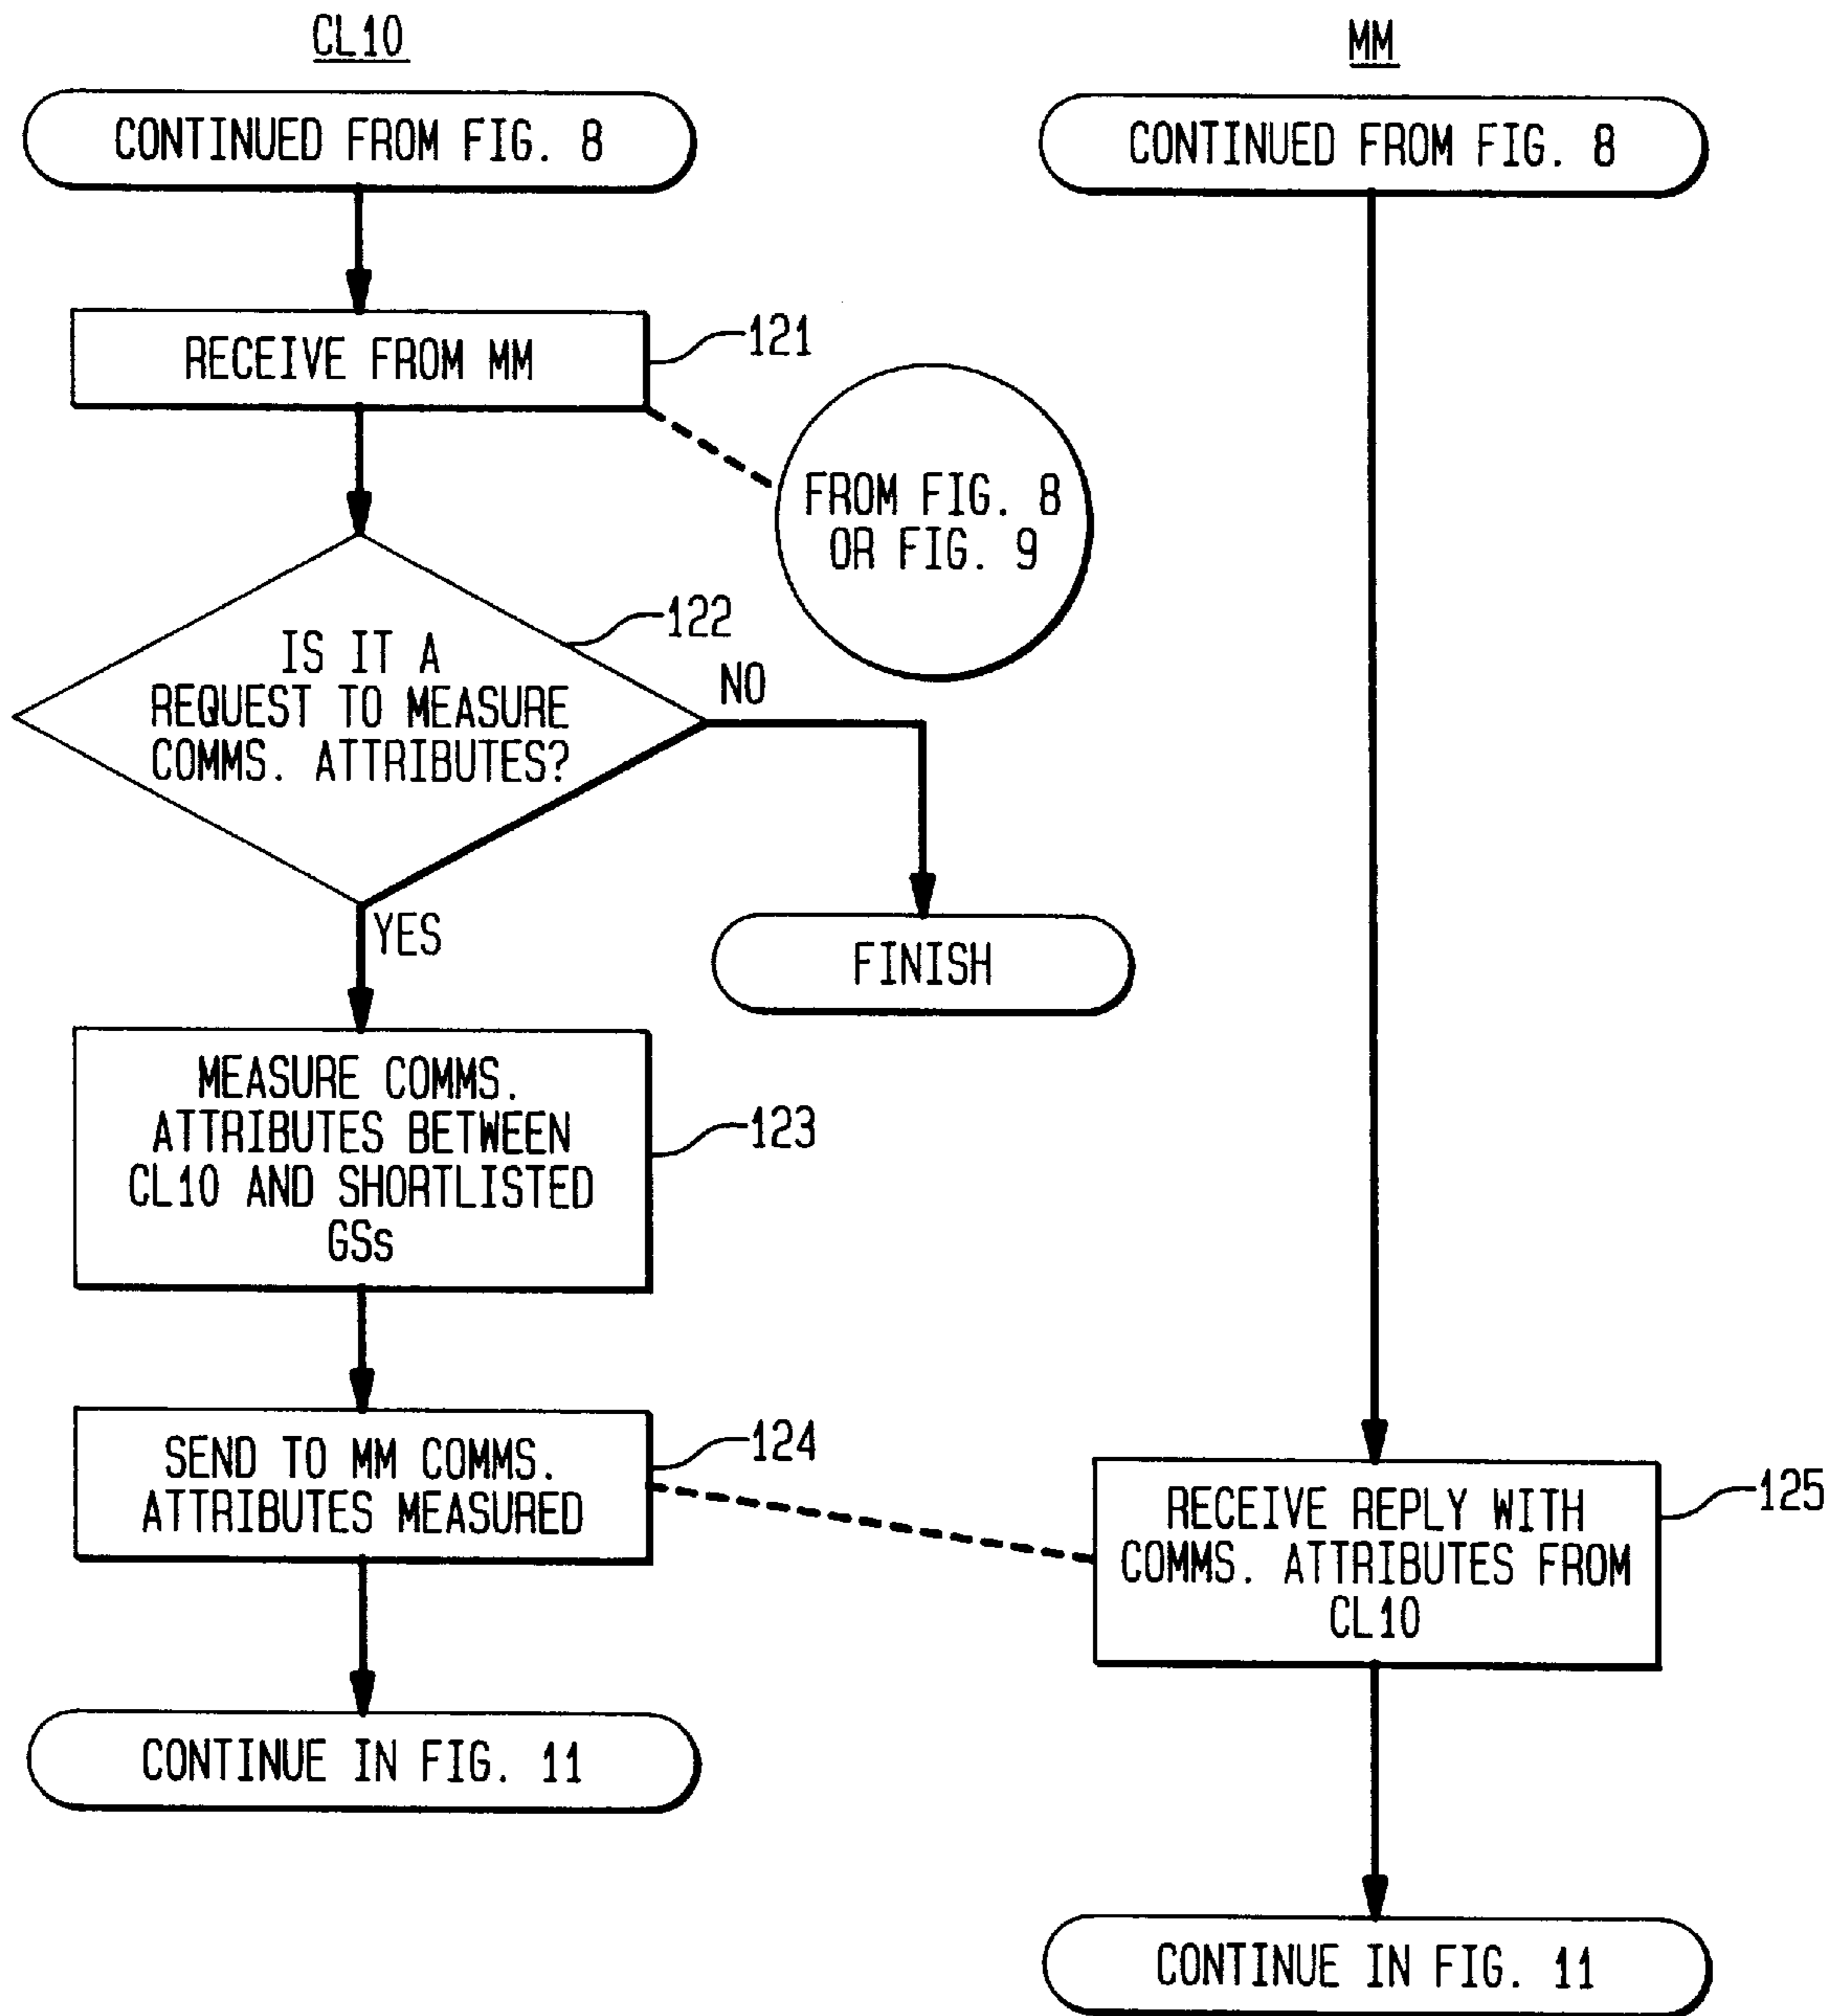 CL10
CONTINUED FROM FIG. 8
RECEIVE FROM MM
121
FROM FIG. 8
OR FIG. 9
IS IT A
REQUEST TO MEASURE
COMMS. ATTRIBUTES?
122
NO
YES
FINISH
MEASURE COMMS.
ATTRIBUTES BETWEEN
CL10 AND SHORTLISTED
GSs
123
SEND TO MM COMMS.
ATTRIBUTES MEASURED
124
CONTINUE IN FIG. 11
MM
CONTINUED FROM FIG. 8
RECEIVE REPLY WITH
COMMS. ATTRIBUTES FROM
CL10
125
CONTINUE IN FIG. 11